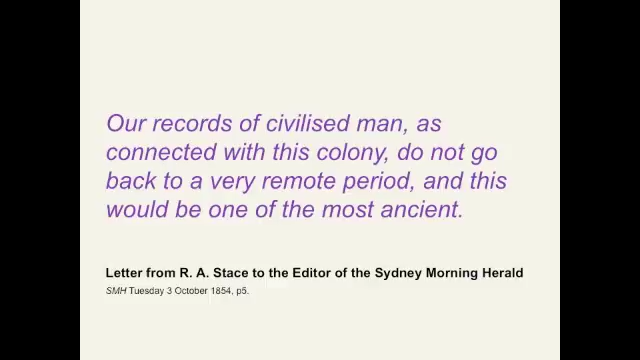 Our records of civilised man, as
connected with this colony, do not go
back to a very remote period, and this
would be one of the most ancient.
Letter from R. A. Stace to the Editor of the Sydney Morning Herald
SMH Tuesday 3 October 1854, p5.